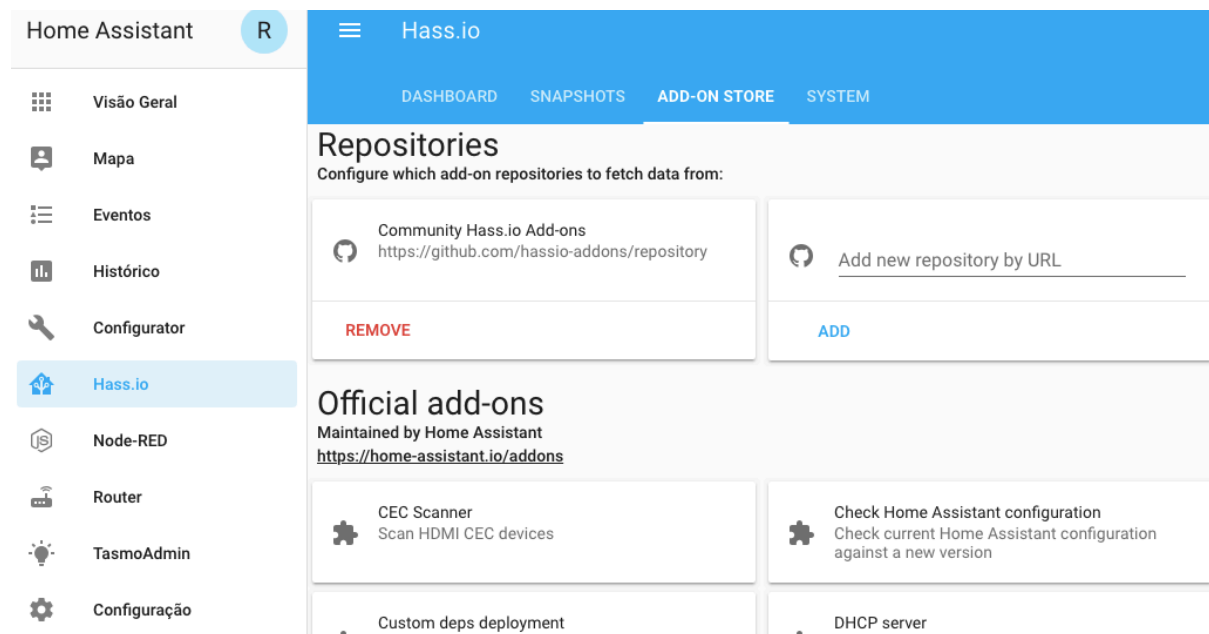 Home Assistant
R
Visão Geral
Mapa
Eventos
Histórico
Configurator
Hass.io
Node-RED
Router
TasmoAdmin
Configuração
Hass.io
DASHBOARD SNAPSHOTS ADD-ON STORE SYSTEM
Repositories
Configure which add-on repositories to fetch data from:
Community Hass.io Add-ons
https://github.com/hassio-addons/repository
REMOVE
Add new repository by URL
ADD
Official add-ons
Maintained by Home Assistant
https://home-assistant.io/addons
CEC Scanner
Scan HDMI CEC devices
Check Home Assistant configuration
Check current Home Assistant configuration
against a new version
Custom deps deployment
DHCP server